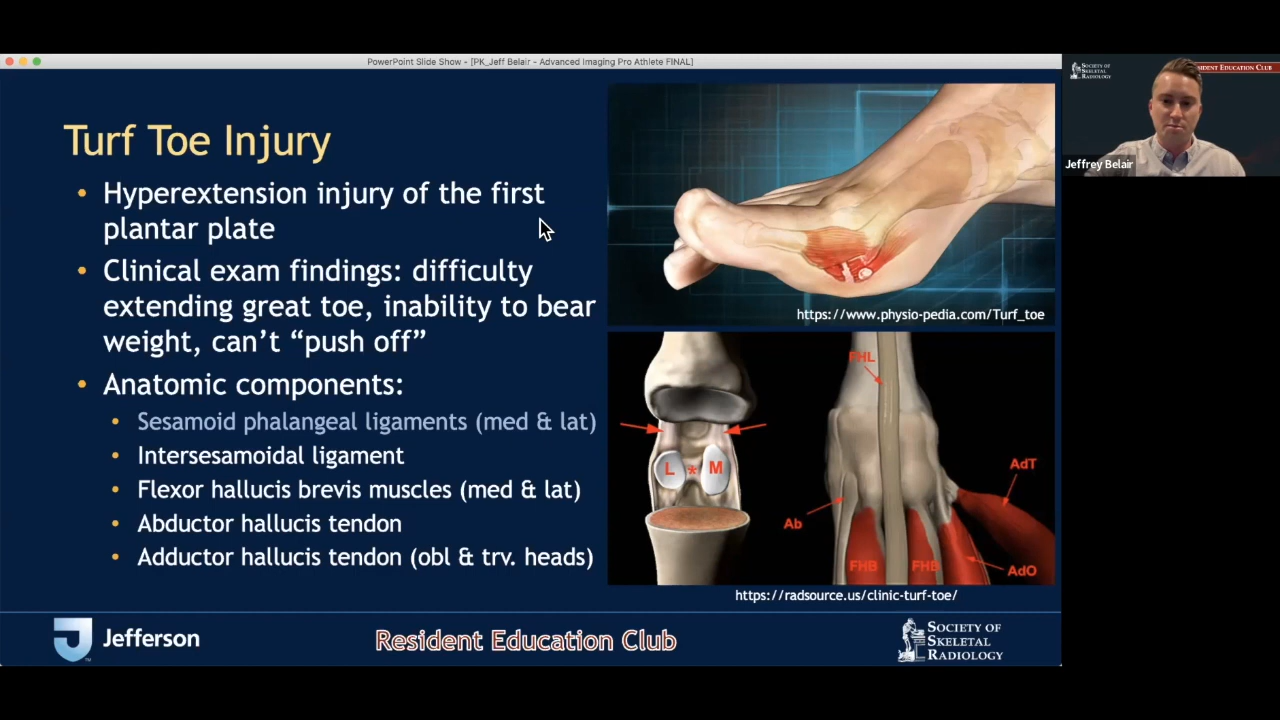 PowerPoint Slide Show - [PK_Jeff Belair - Advanced Imaging Pro Athlete FINAL]
Turf Toe Injury
• Hyperextension injury of the first
plantar plate
• Clinical exam findings: difficulty
extending great toe, inability to bear
weight, can’t “push off”
• Anatomic components:
• Sesamoid phalangeal ligaments (med & lat)
• Intersesamoidal ligament
• Flexor hallucis brevis muscles (med & lat)
• Abductor hallucis tendon
• Adductor hallucis tendon (obl & trv. heads)
https://www.physio-pedia.com/Turf_toe
L * M
FHL
AdT
Ab
FHB
FHB
AdO
https://radsource.us/clinic-turf-toe/
Jefferson
Resident Education Club
SOCIETY OF
SKELETAL
RADIOLOGY
SOCIETY OF
SKELETAL
RADIOLOGY
SIDENT EDUCATION CLUB
Jeffrey Belair